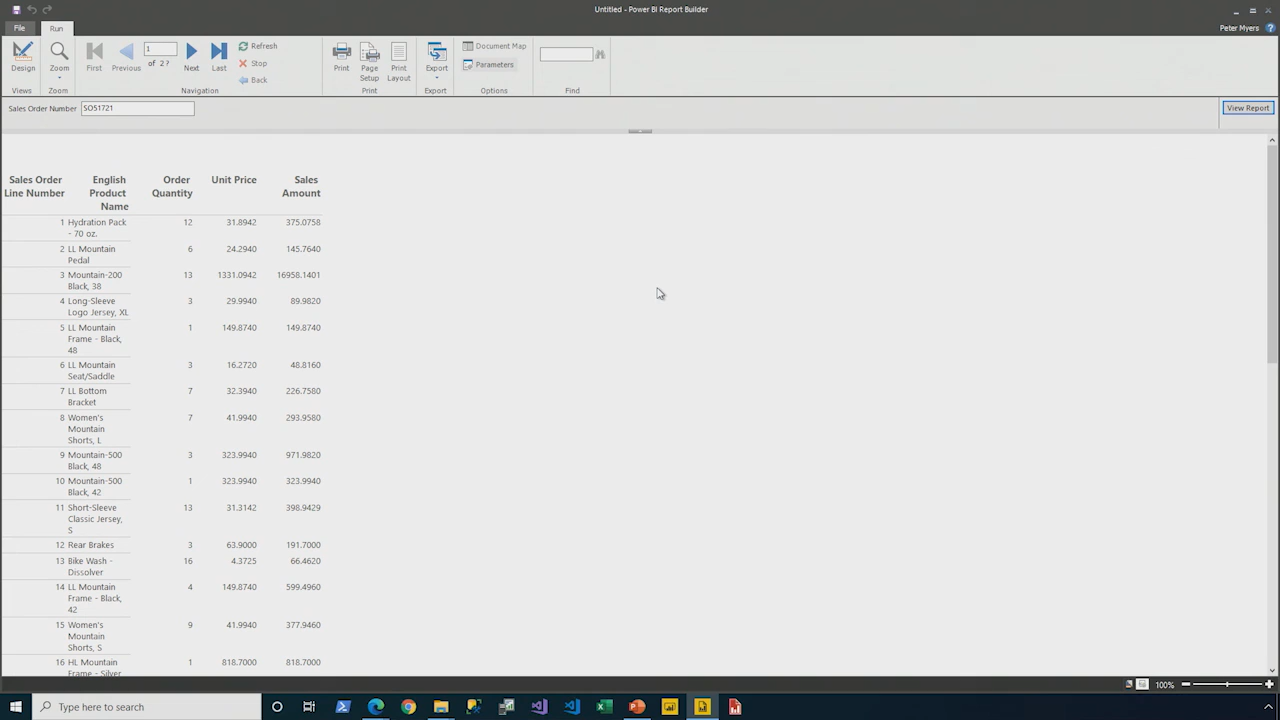 Untitled - Power BI Report Builder
File Run Peter Myers
Design Zoom First Previous 1 of 2? Next Last Refresh Stop Back Print Page Setup Print Layout Export Document Map Parameters
Views Zoom Navigation Print Export Options Find
Sales Order Number SO51721 View Report
Sales Order English Order Unit Price Sales
Line Number Product Quantity Amount
Name
1 Hydration Pack 12 31.8942 375.0758
- 70 oz.
2 LL Mountain 6 24.2940 145.7640
Pedal
3 Mountain-200 13 1331.0942 16958.1401
Black, 38
4 Long-Sleeve 3 29.9940 89.9820
Logo Jersey, XL
5 LL Mountain 1 149.8740 149.8740
Frame - Black,
48
6 LL Mountain 3 16.2720 48.8160
Seat/Saddle
7 LL Bottom 7 32.3940 226.7580
Bracket
8 Women's 7 41.9940 293.9580
Mountain
Shorts, L
9 Mountain-500 3 323.9940 971.9820
Black, 48
10 Mountain-500 1 323.9940 323.9940
Black, 42
11 Short-Sleeve 13 31.3142 398.9429
Classic Jersey,
S
12 Rear Brakes 3 63.9000 191.7000
13 Bike Wash - 16 4.3725 66.4620
Dissolver
14 LL Mountain 4 149.8740 599.4960
Frame - Black,
42
15 Women's 9 41.9940 377.9460
Mountain
Shorts, S
16 HL Mountain 1 818.7000 818.7000
Frame - Silver
100%
Type here to search